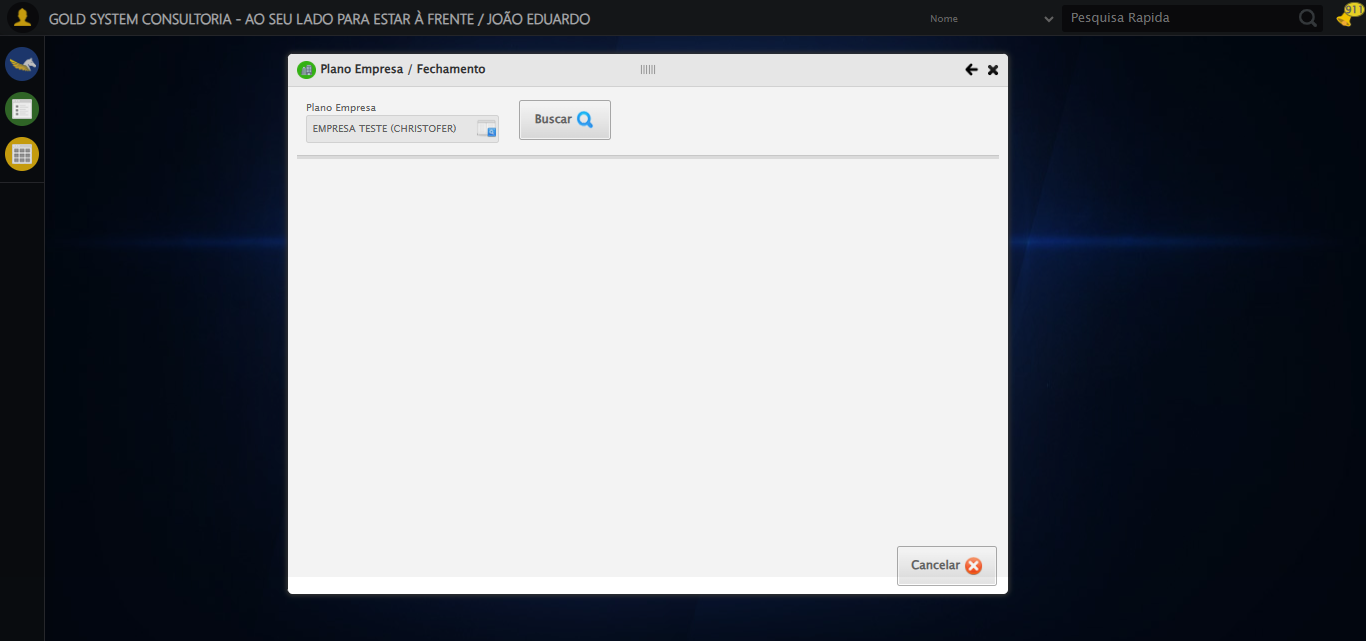 GOLD SYSTEM CONSULTORIA - AO SEU LADO PARA ESTAR À FRENTE / JOÃO EDUARDO
Nome
Pesquisa Rapida
911
Plano Empresa / Fechamento
Plano Empresa
EMPRESA TESTE (CHRISTOFER)
Buscar
Cancelar